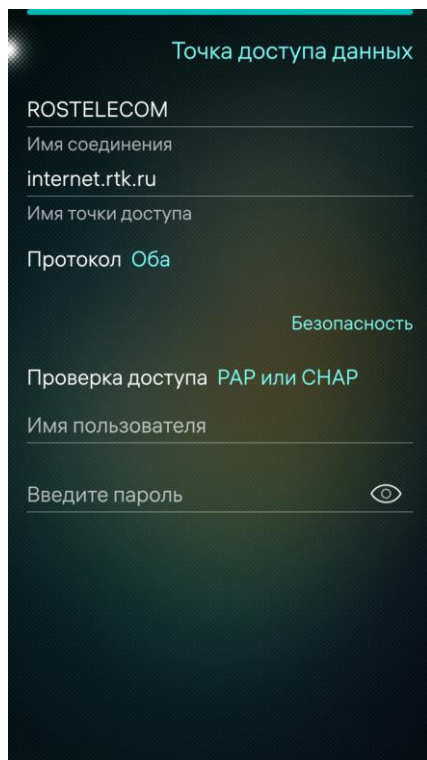 Точка доступа данных
ROSTELECOM
Имя соединения
internet.rtk.ru
Имя точки доступа
Протокол Оба
Безопасность
Проверка доступа PAP или CHAP
Имя пользователя
Введите пароль